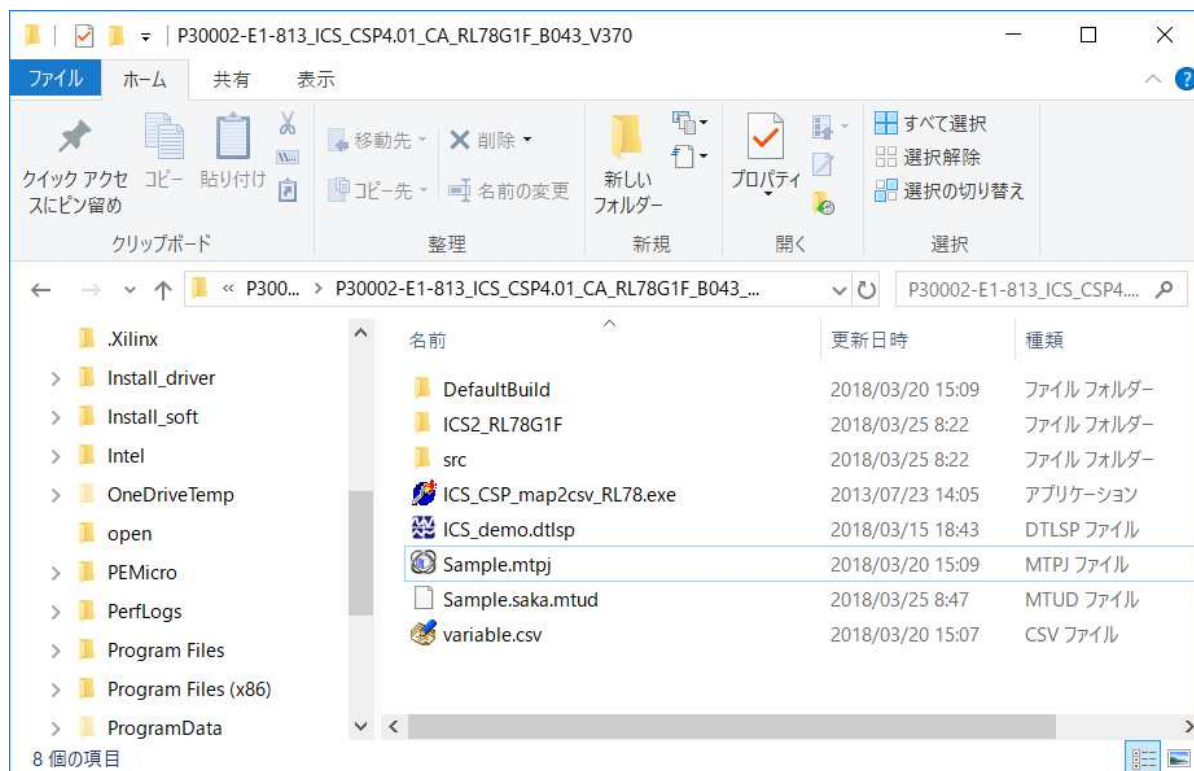 P30002-E1-813_ICS_CSP4.01_CA_RL78G1F_B043_V370
ファイル ホーム 共有 表示
クイック アクセスにピン留め
コピー
貼り付け
クリップボード
移動先
コピー先
削除
名前の変更
整理
新しいフォルダー
新規
プロパティ
開く
すべて選択
選択解除
選択の切り替え
選択
« P300... > P30002-E1-813_ICS_CSP4.01_CA_RL78G1F_B043_...
P30002-E1-813_ICS_CSP4....
.Xilinx
Install_driver
Install_soft
Intel
OneDriveTemp
open
PEMicro
PerfLogs
Program Files
Program Files (x86)
ProgramData
名前 更新日時 種類
DefaultBuild 2018/03/20 15:09 ファイル フォルダー
ICS2_RL78G1F 2018/03/25 8:22 ファイル フォルダー
src 2018/03/25 8:22 ファイル フォルダー
ICS_CSP_map2csv_RL78.exe 2013/07/23 14:05 アプリケーション
ICS_demo.dtlsp 2018/03/15 18:43 DTLSP ファイル
Sample.mtpj 2018/03/20 15:09 MTPJ ファイル
Sample.saka.mtud 2018/03/25 8:47 MTUD ファイル
variable.csv 2018/03/20 15:07 CSV ファイル
8 個の項目